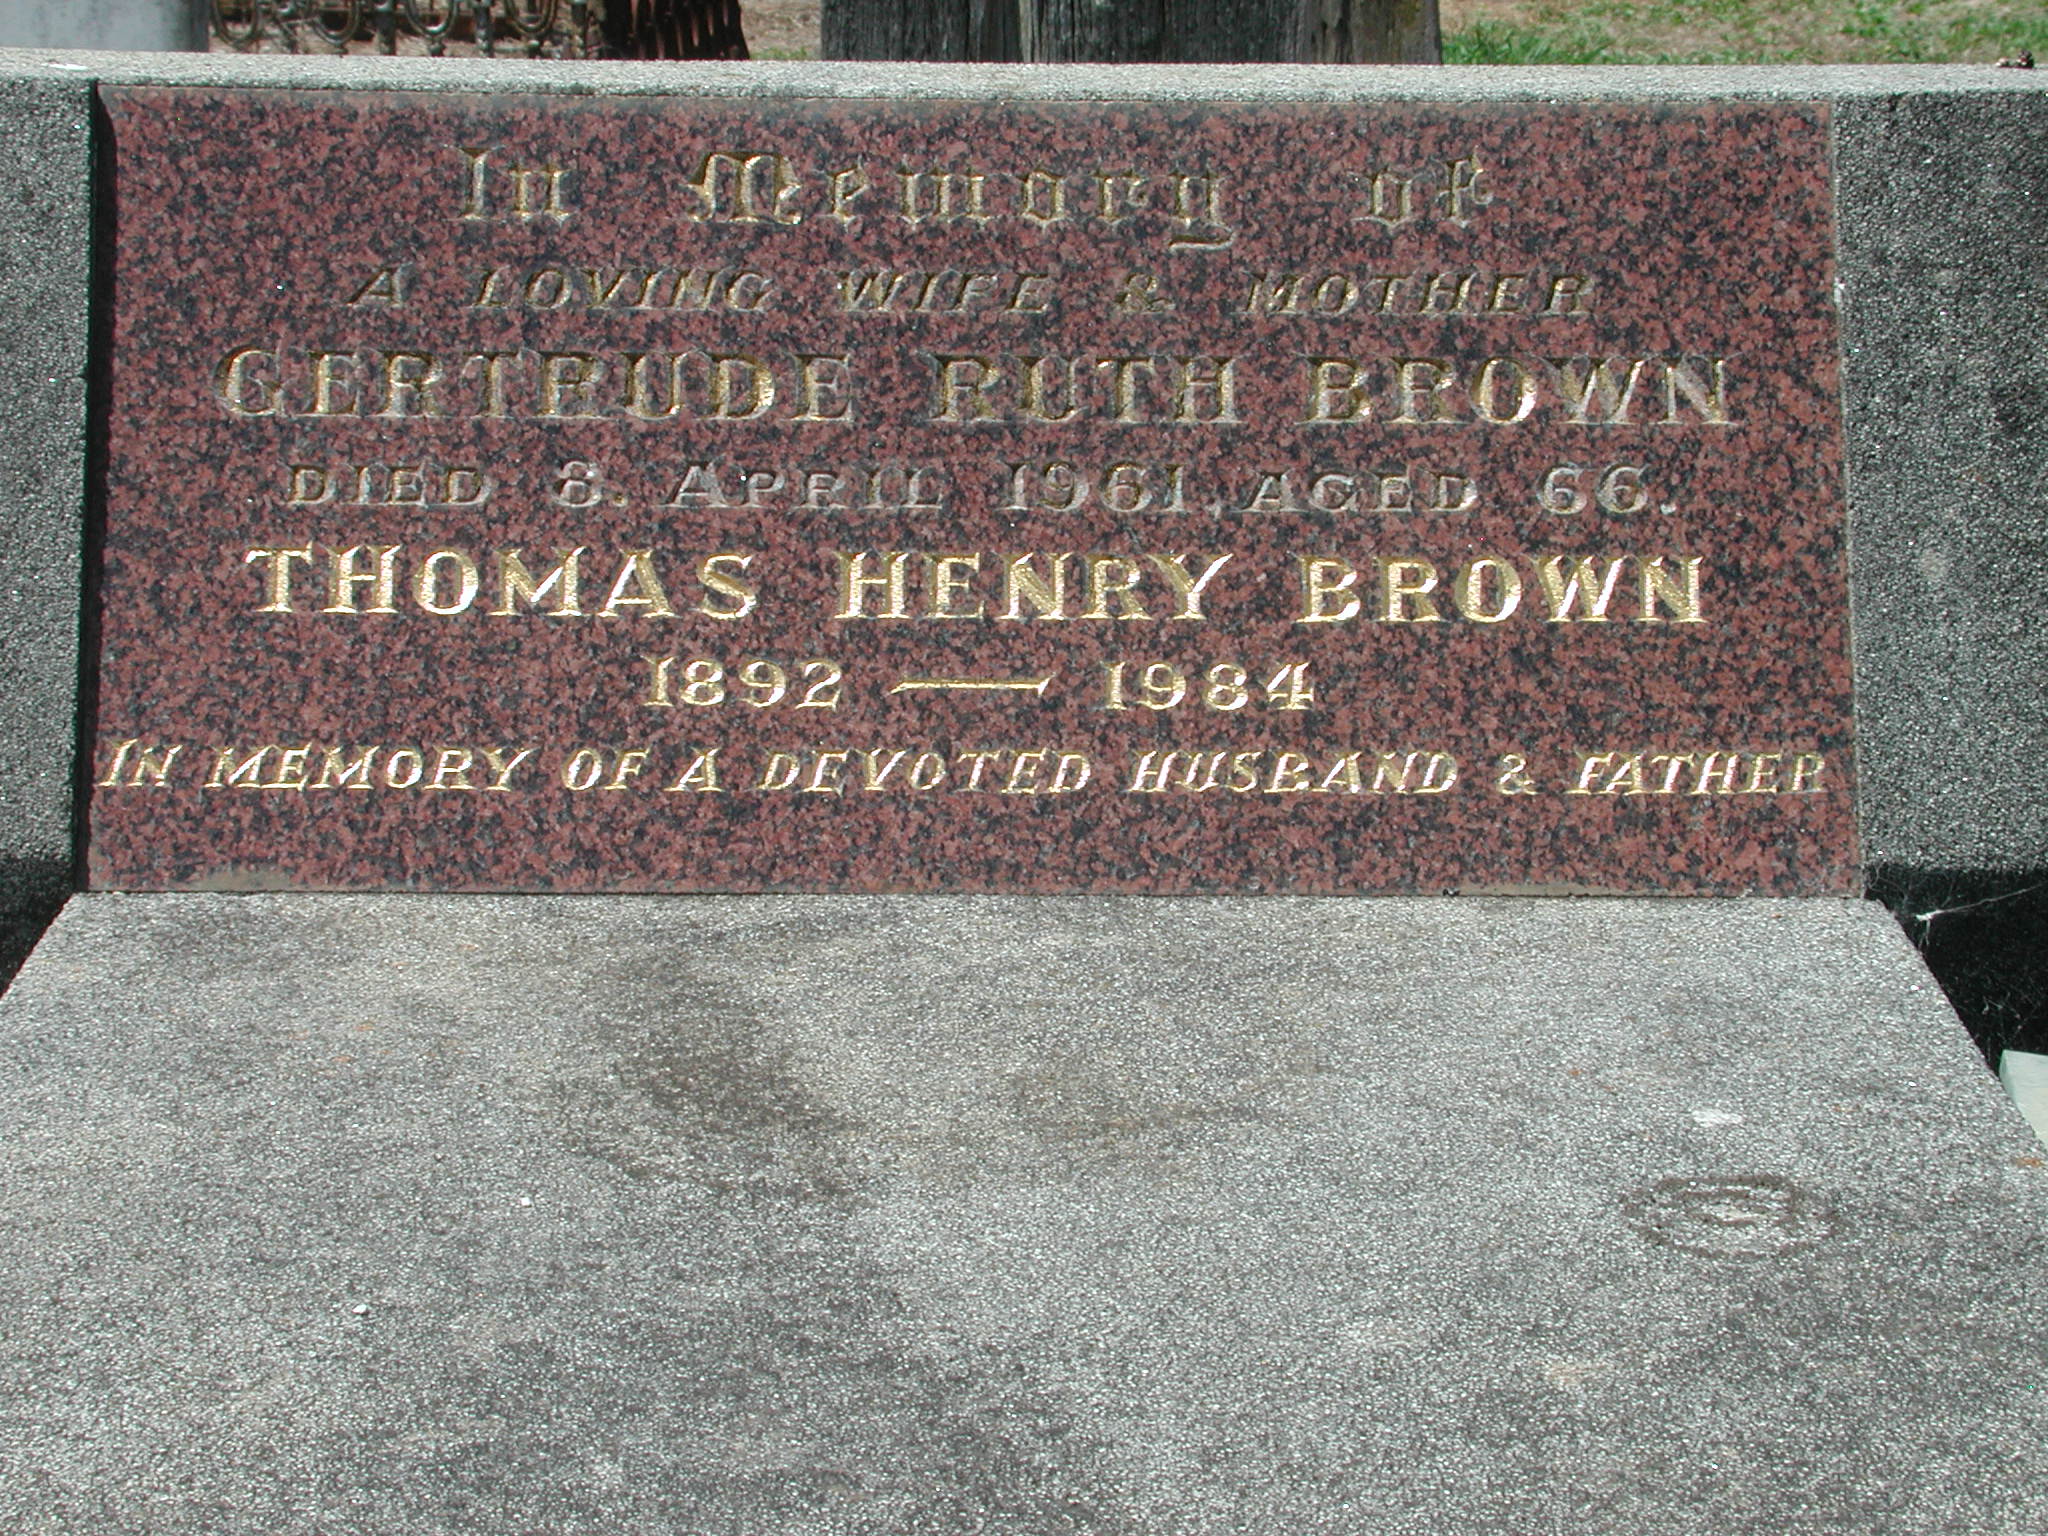 In Memory of
A LOVING WIFE & MOTHER
GERTRUDE RUTH BROWN
DIED 8. APRIL 1961, AGED 66.
THOMAS HENRY BROWN
1892 — 1984
IN MEMORY OF A DEVOTED HUSBAND & FATHER